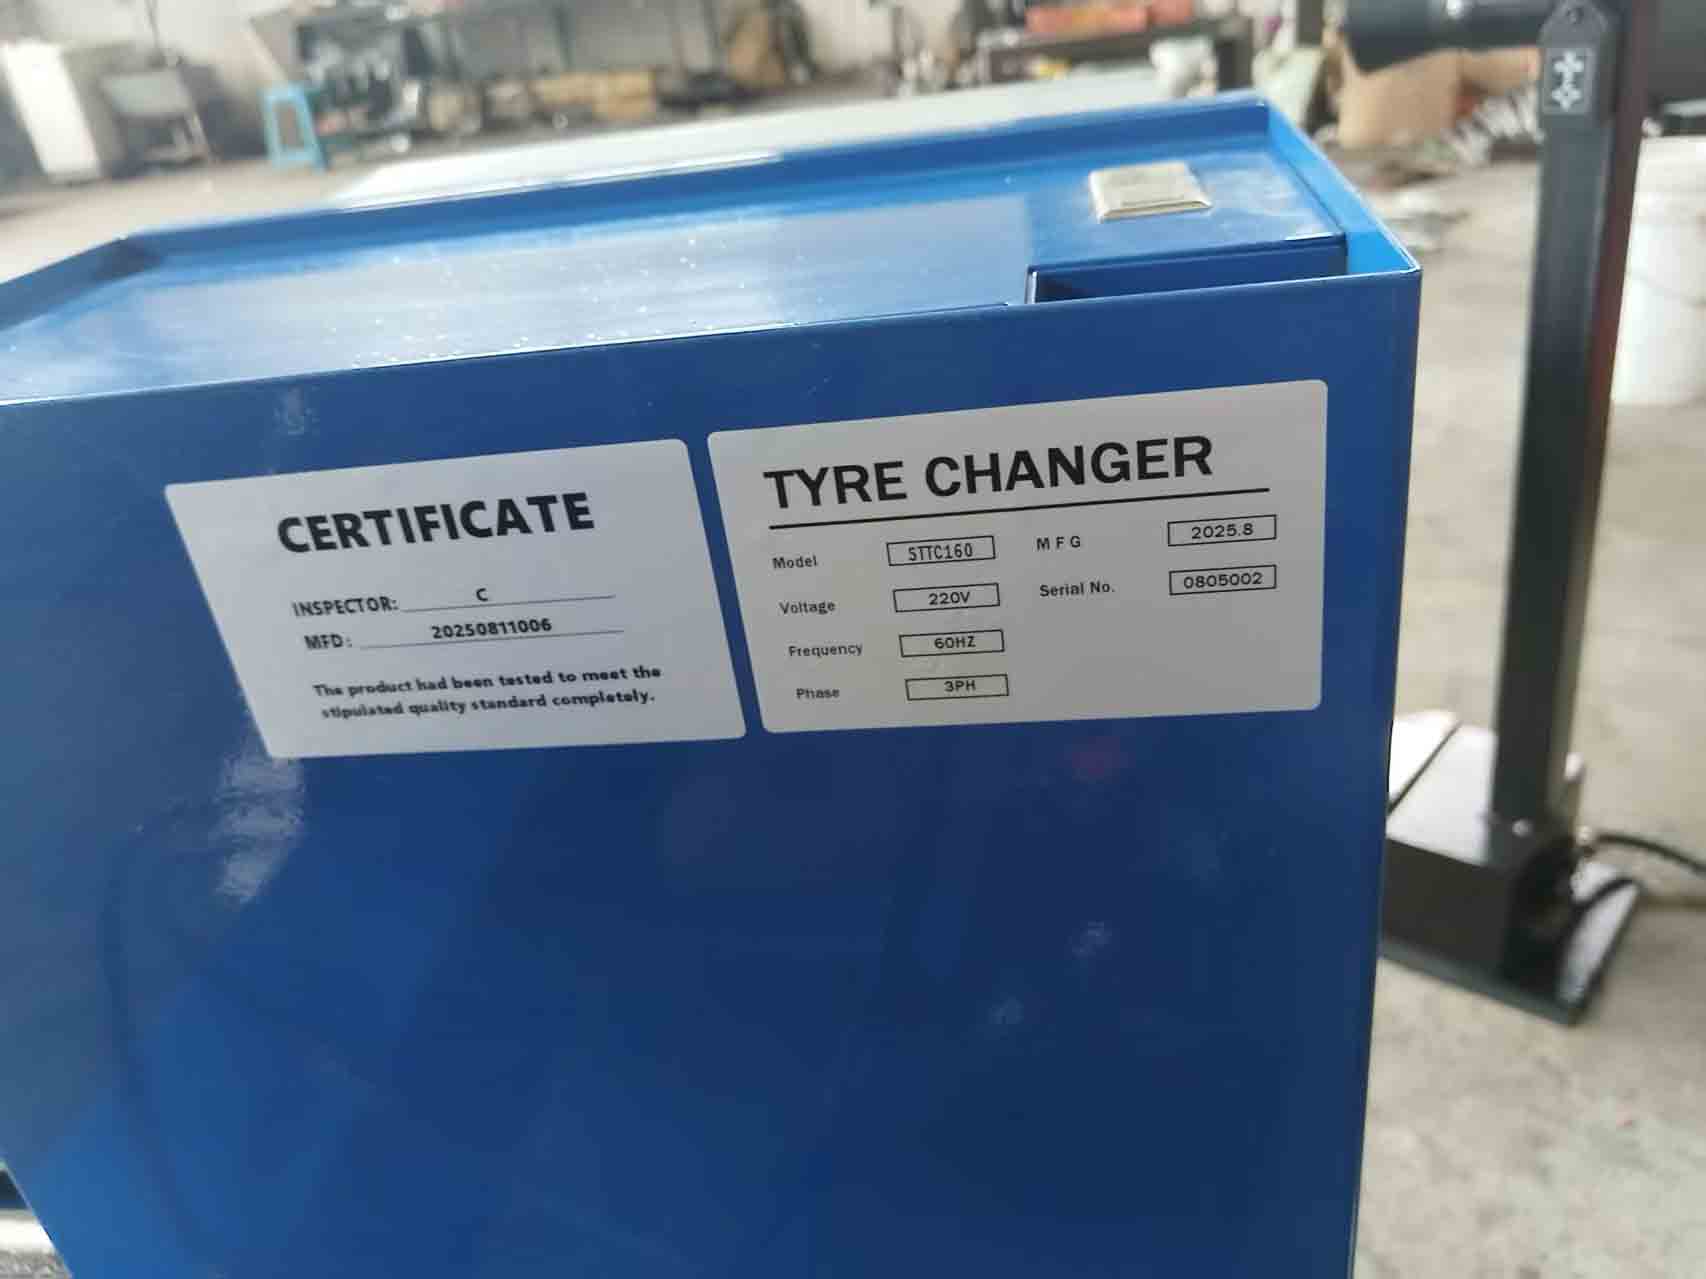 CERTIFICATE
INSPECTOR: C
MFD: 20250811006
The product had been tested to meet the
stipulated quality standard completely.
TYRE CHANGER
Model STTC160 MFG 2025.8
Voltage 220V Serial No. 0805002
Frequency 60HZ
Phase 3PH